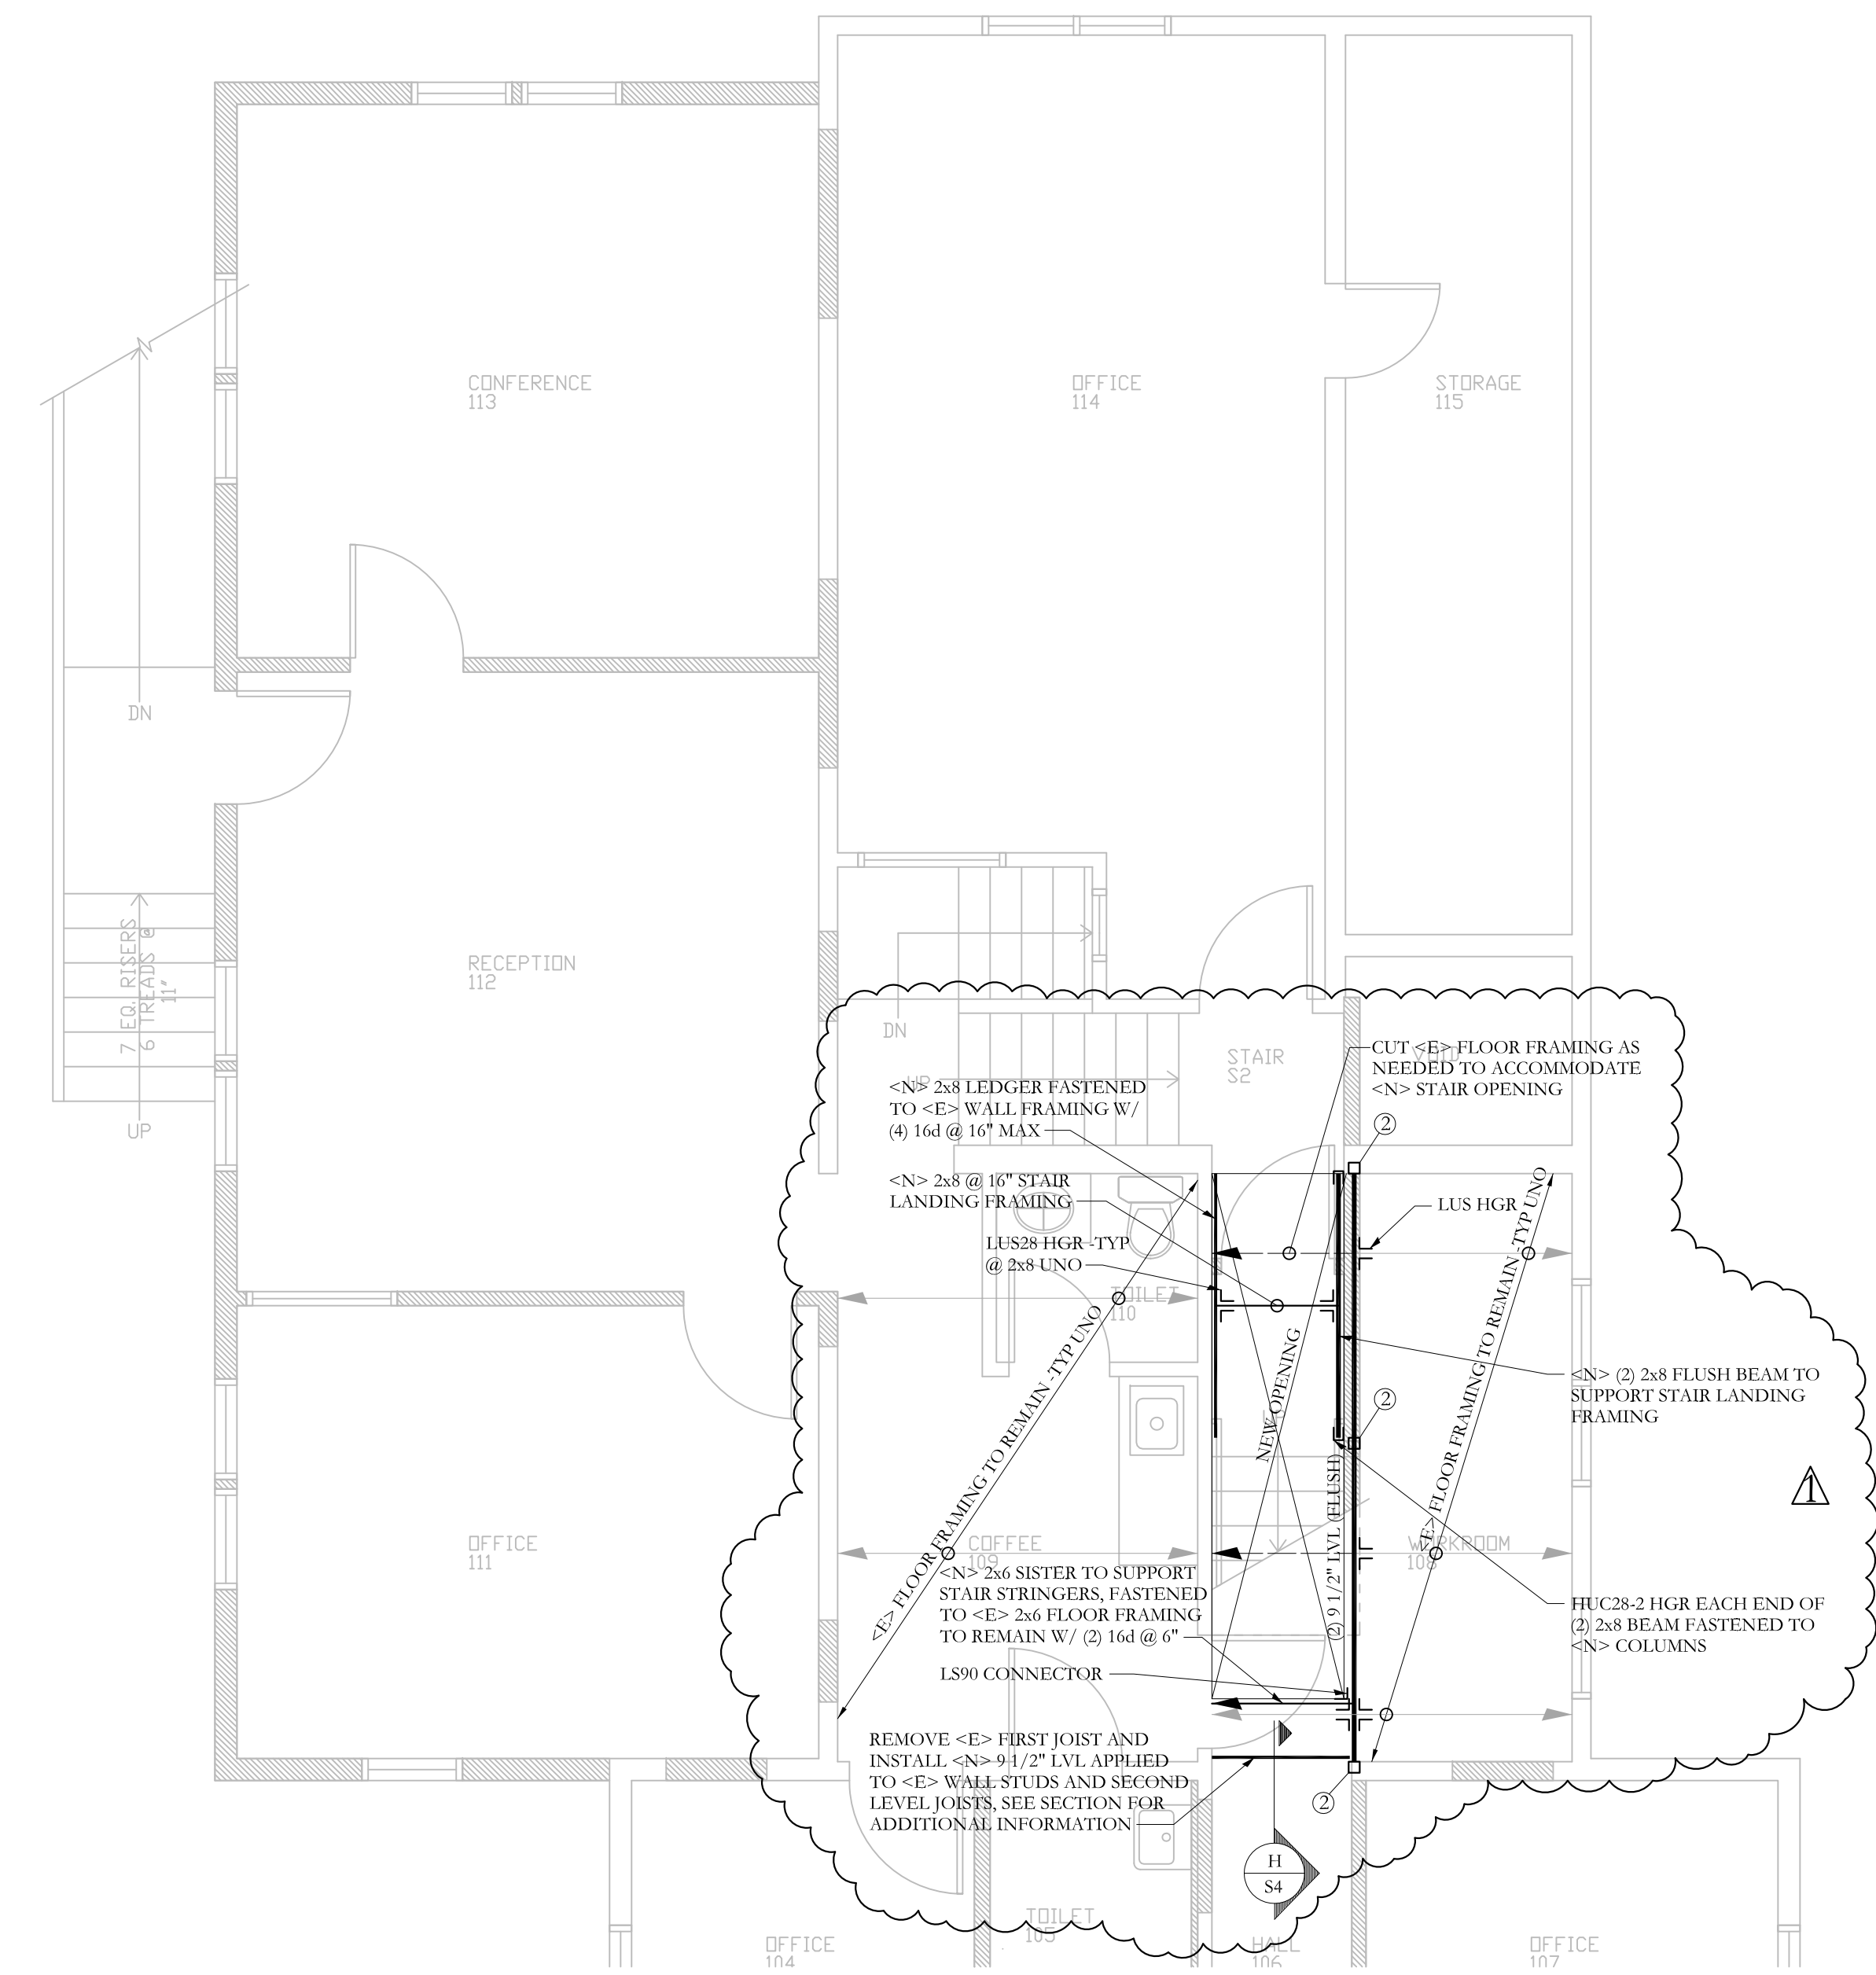 CONFERENCE
113
OFFICE
114
STORAGE
115
DN
RECEPTION
112
7 EQ. RISERS
6 TREADS @
11"
UP
DN
UP
STAIR
S2
VOID
CUT <E> FLOOR FRAMING AS
NEEDED TO ACCOMMODATE
<N> STAIR OPENING
<N> 2x8 LEDGER FASTENED
TO <E> WALL FRAMING W/
(4) 16d @ 16" MAX
2
<N> 2x8 @ 16" STAIR
LANDING FRAMING
LUS HGR
LUS28 HGR -TYP
@ 2x8 UNO
TOILET
110
<E> FLOOR FRAMING TO REMAIN -TYP UNO
NEW OPENING
<E> FLOOR FRAMING TO REMAIN -TYP UNO
<N> (2) 2x8 FLUSH BEAM TO
SUPPORT STAIR LANDING
FRAMING
2
(2) 9 1/2" LVL (FLUSH)
1
OFFICE
111
COFFEE
109
WORKROOM
108
<N> 2x6 SISTER TO SUPPORT
STAIR STRINGERS, FASTENED
TO <E> 2x6 FLOOR FRAMING
TO REMAIN W/ (2) 16d @ 6"
HUC28-2 HGR EACH END OF
(2) 2x8 BEAM FASTENED TO
<N> COLUMNS
LS90 CONNECTOR
REMOVE <E> FIRST JOIST AND
INSTALL <N> 9 1/2" LVL APPLIED
TO <E> WALL STUDS AND SECOND
LEVEL JOISTS, SEE SECTION FOR
ADDITIONAL INFORMATION
2
H
S4
TOILET
105
OFFICE
104
HALL
106
OFFICE
107